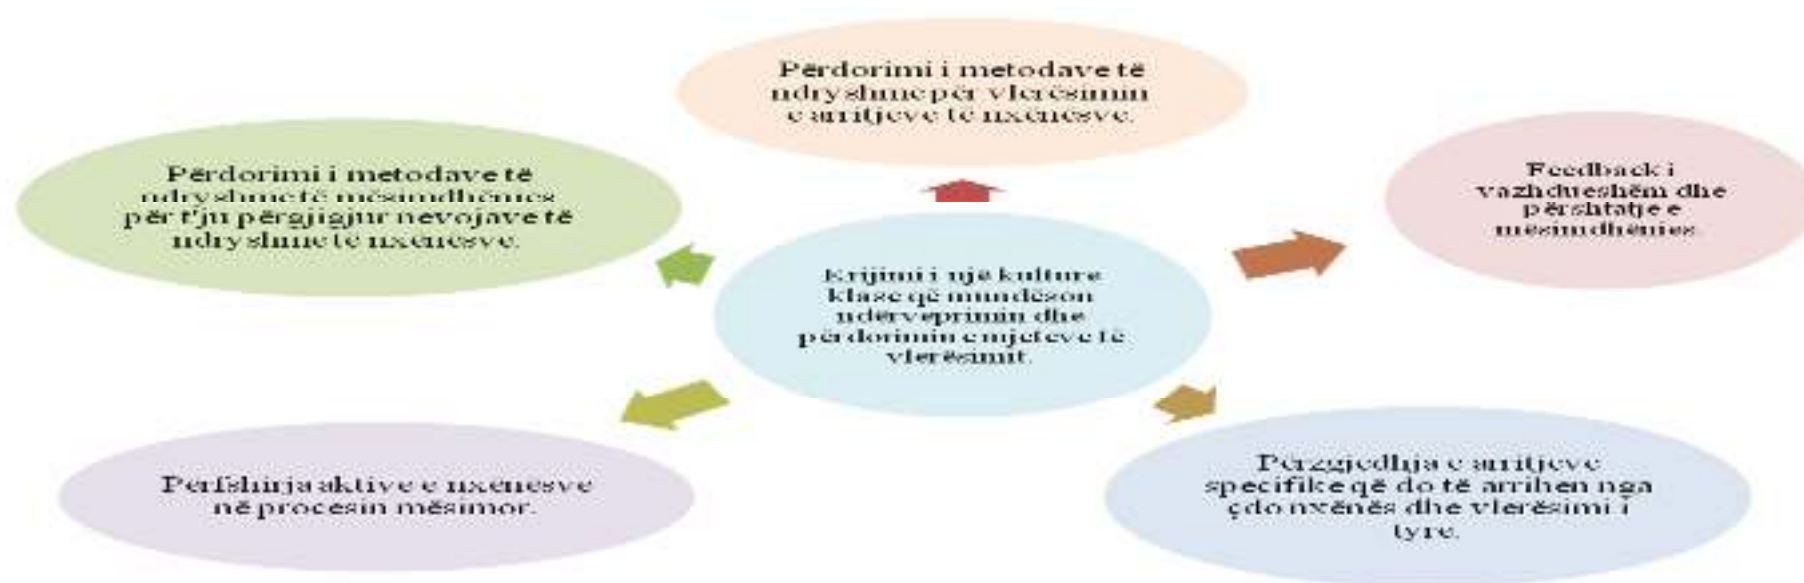 Përdorimi i metodave të
ndryshme për vlerësimin
e arritjeve të nxënësve.
Përdorimi i metodave të
ndryshme të mësimdhënies
për t'ju përgjigjur nevojave të
ndryshme të nxënësve.
Feedback i
vazhdueshëm dhe
përshtatje e
mësimdhënies.
Krijimi i një kulture
klase që mundëson
ndërveprimin dhe
përdorimin e mjeteve të
vlerësimit.
Përfshirja aktive e nxënësve
në procesin mësimor.
Përzgjedhja e arritjeve
specifike që do të arrihen nga
çdo nxënës dhe vlerësimi i
tyre.